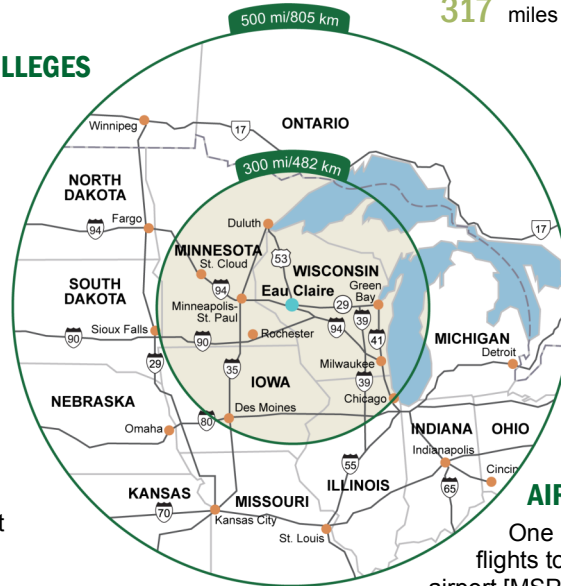 317 miles
500 mi/805 km
LLEGES
Winnipeg
17
ONTARIO
300 mi/482 km
NORTH
DAKOTA
Fargo
94
Duluth
17
MINNESOTA
St. Cloud
53
WISCONSIN
94
Eau Claire
Green
Bay
SOUTH
DAKOTA
Minneapolis-
St. Paul
29
39
94
41
Sioux Falls
90
90
Rochester
MICHIGAN
Detroit
29
35
Milwaukee
39
IOWA
Chicago
NEBRASKA
Des Moines
80
Omaha
INDIANA
OHIO
Indianapolis
55
ILLINOIS
65
Cincin
KANSAS
70
MISSOURI
Kansas City
St. Louis
AIR
One
flights to
airport [MSP
t